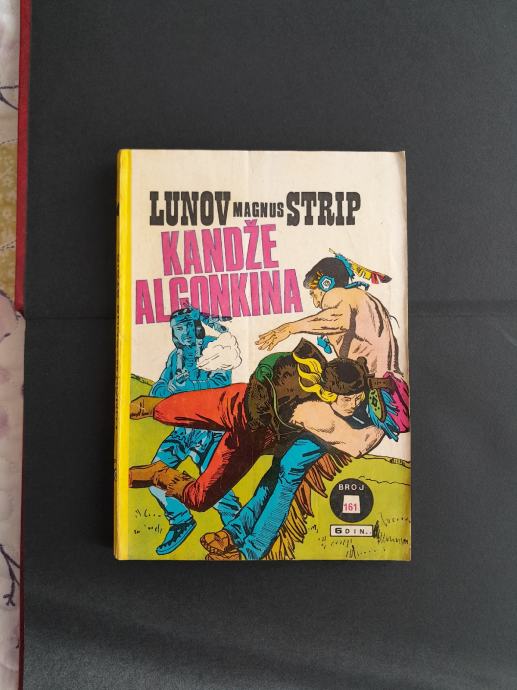 LUNOV MAGNUS STRIP
KANDŽE
ALGONKINA
BROJ
161
6 DIN.